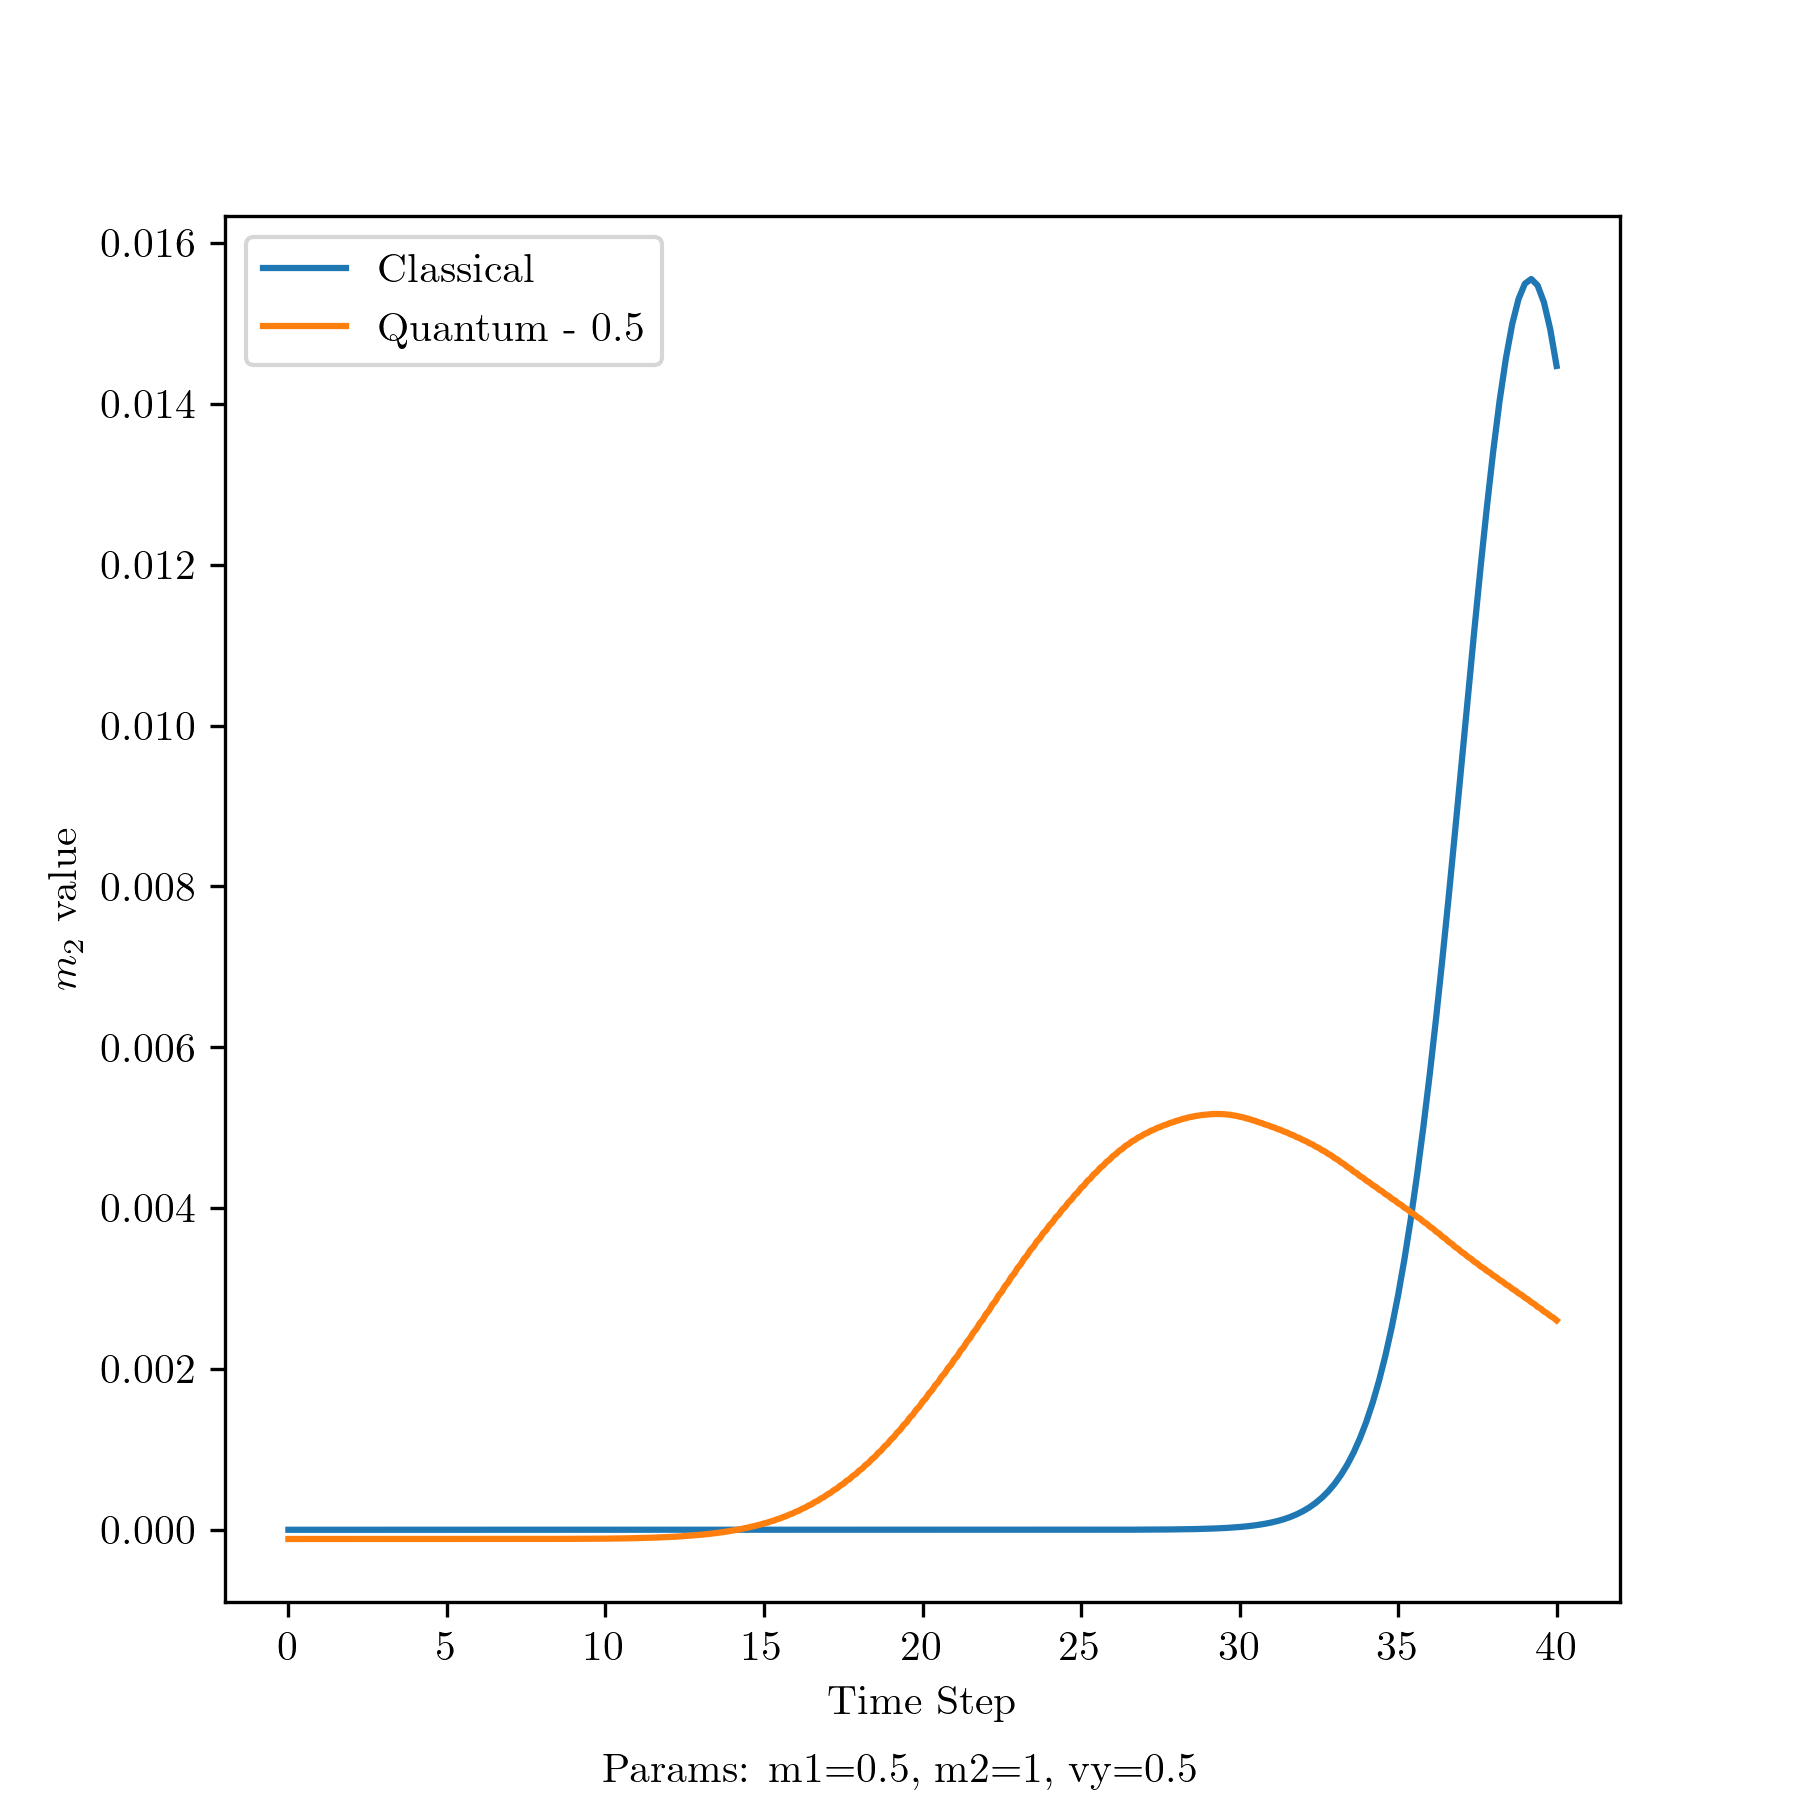 Classical
Quantum - 0.5
0.016
0.014
0.012
0.010
0.008
0.006
0.004
0.002
0.000
m₂ value
0 5 10 15 20 25 30 35 40
Time Step
Params: m1=0.5, m2=1, vy=0.5